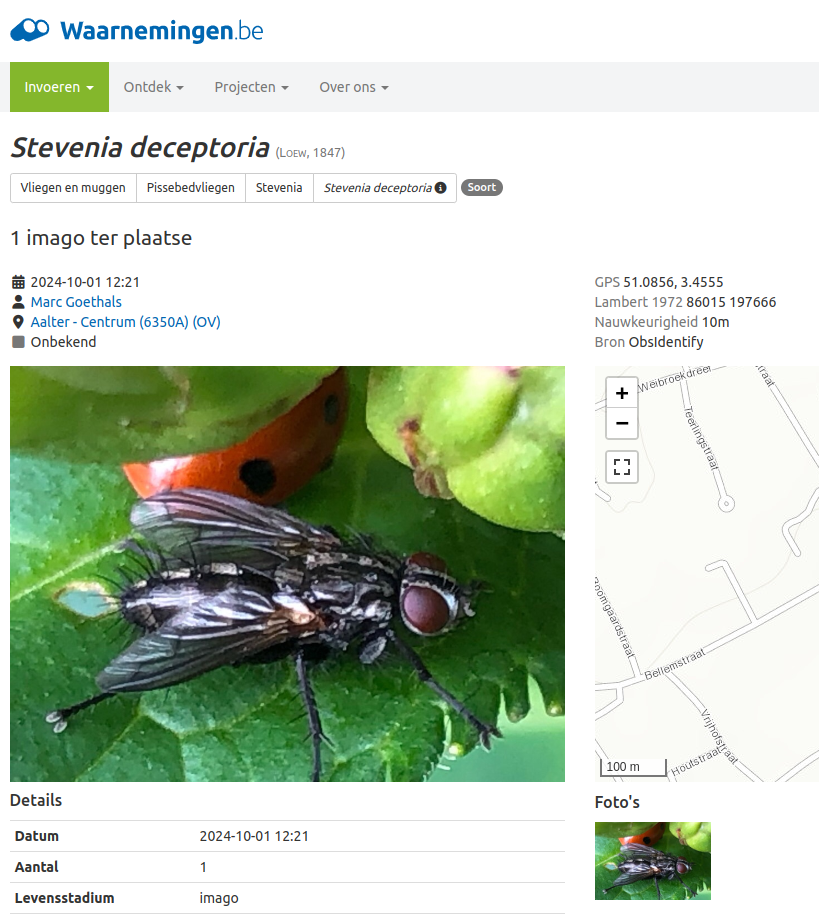 Waarnemingen.be
Invoeren Ontdek Projecten Over ons
Stevenia deceptoria (Loew, 1847)
Vliegen en muggen Pissebedvliegen Stevenia Stevenia deceptoria Soort
1 imago ter plaatse
2024-10-01 12:21
Marc Goethals
Aalter - Centrum (6350A) (OV)
Onbekend
GPS 51.0856, 3.4555
Lambert 1972 86015 197666
Nauwkeurigheid 10m
Bron ObsIdentify
+
−
Weibroekdreef
Teerlingstraat
raat
Boomgaardstraat
Bellemstraat
Vrijhofstraat
Houtstraat
100 m
Details
Datum 2024-10-01 12:21
Aantal 1
Levensstadium imago
Foto's